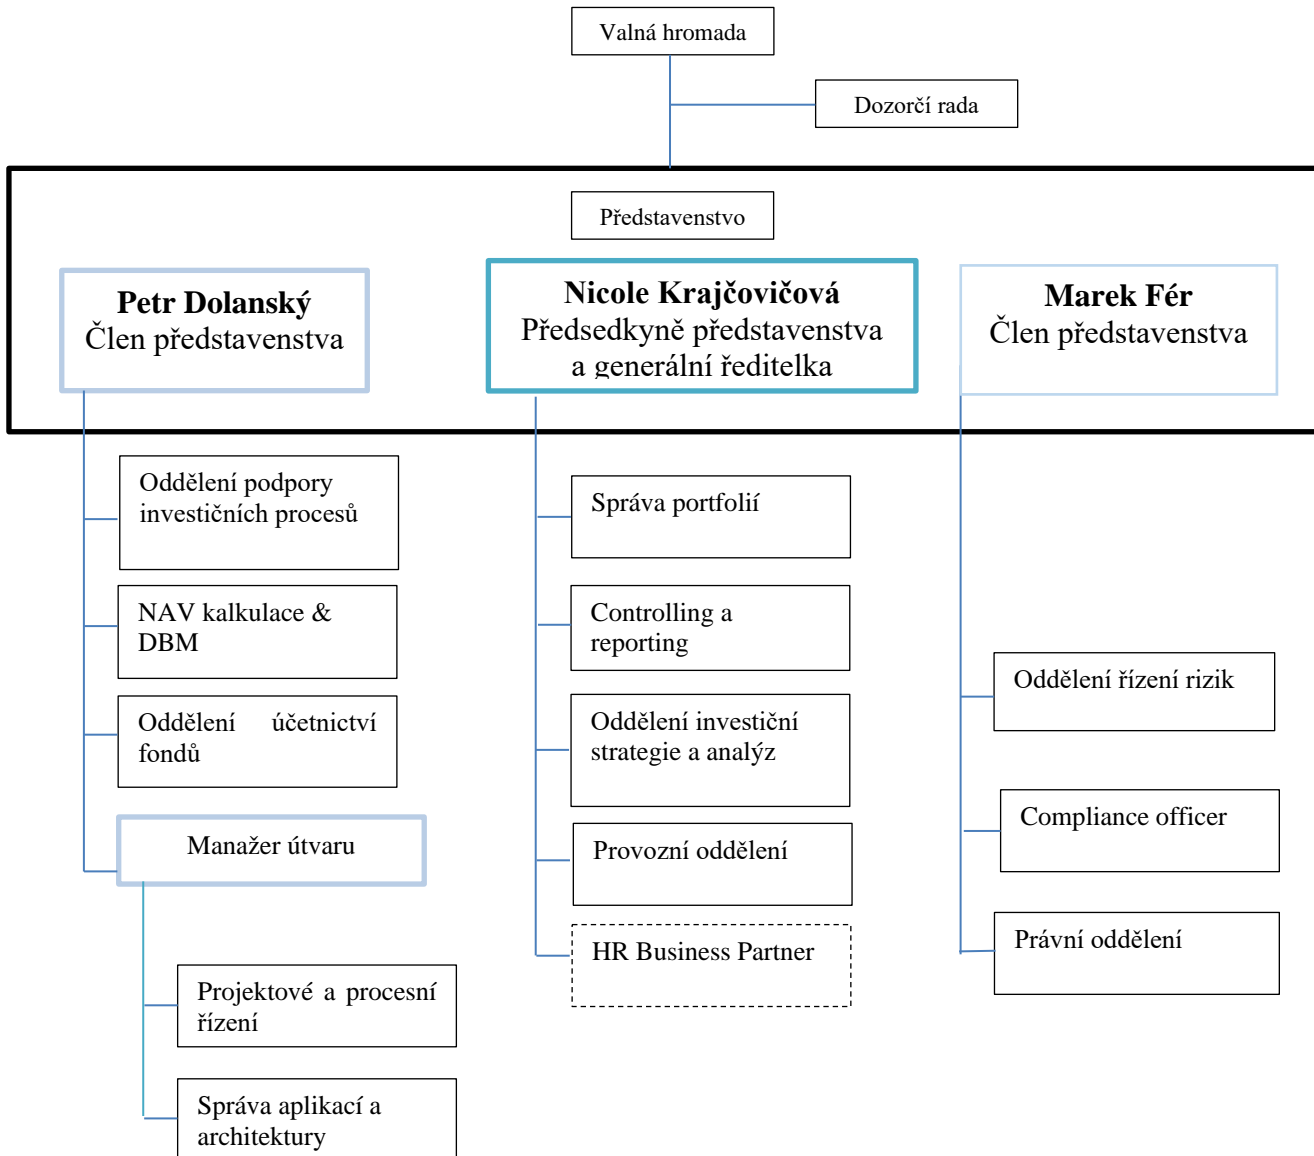 Valná hromada
Dozorčí rada
Představenstvo
Petr Dolanský
Člen představenstva
Nicole Krajčovičová
Předsedkyně představenstva
a generální ředitelka
Marek Fér
Člen představenstva
Oddělení podpory
investičních procesů
NAV kalkulace &
DBM
Oddělení účetnictví
fondů
Manažer útvaru
Projektové a procesní
řízení
Správa aplikací a
architektury
Správa portfolií
Controlling a
reporting
Oddělení investiční
strategie a analýz
Provozní oddělení
HR Business Partner
Oddělení řízení rizik
Compliance officer
Právní oddělení